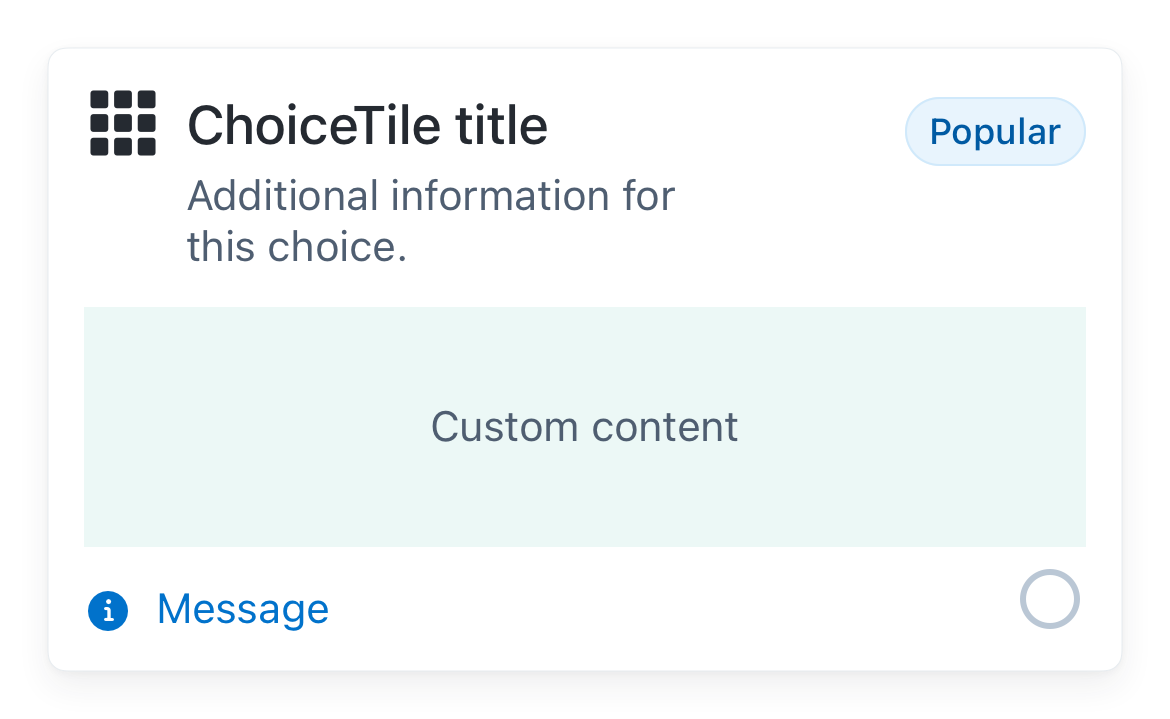 ChoiceTile title
Popular
Additional information for
this choice.
Custom content
Message